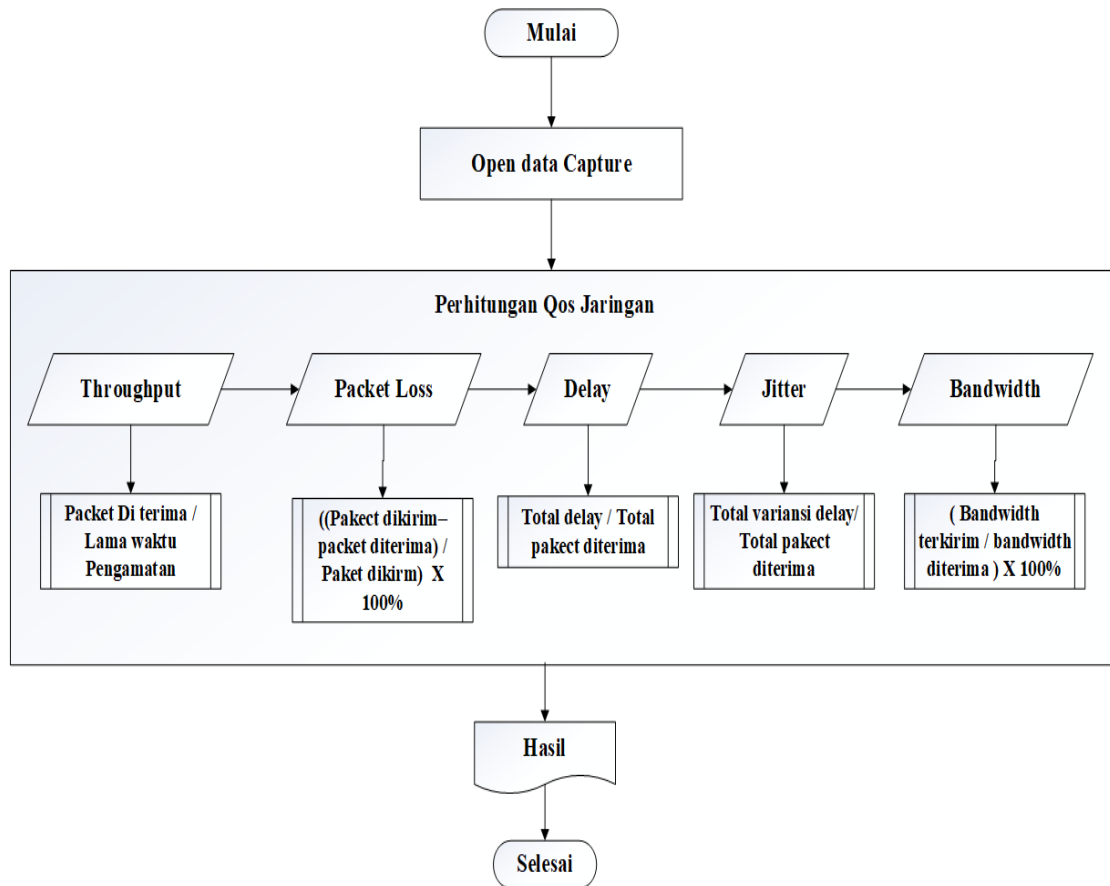 Mulai
Open data Capture
Perhitungan Qos Jaringan
Throughput
Packet Loss
Delay
Jitter
Bandwidth
Packet Di terima /
Lama waktu
Pengamatan
((Pakect dikirim–
packet diterima) /
Paket dikirm) X
100%
Total delay / Total
pakect diterima
Total variansi delay/
Total pakect
diterima
( Bandwidth
terkirim / bandwidth
diterima ) X 100%
Hasil
Selesai